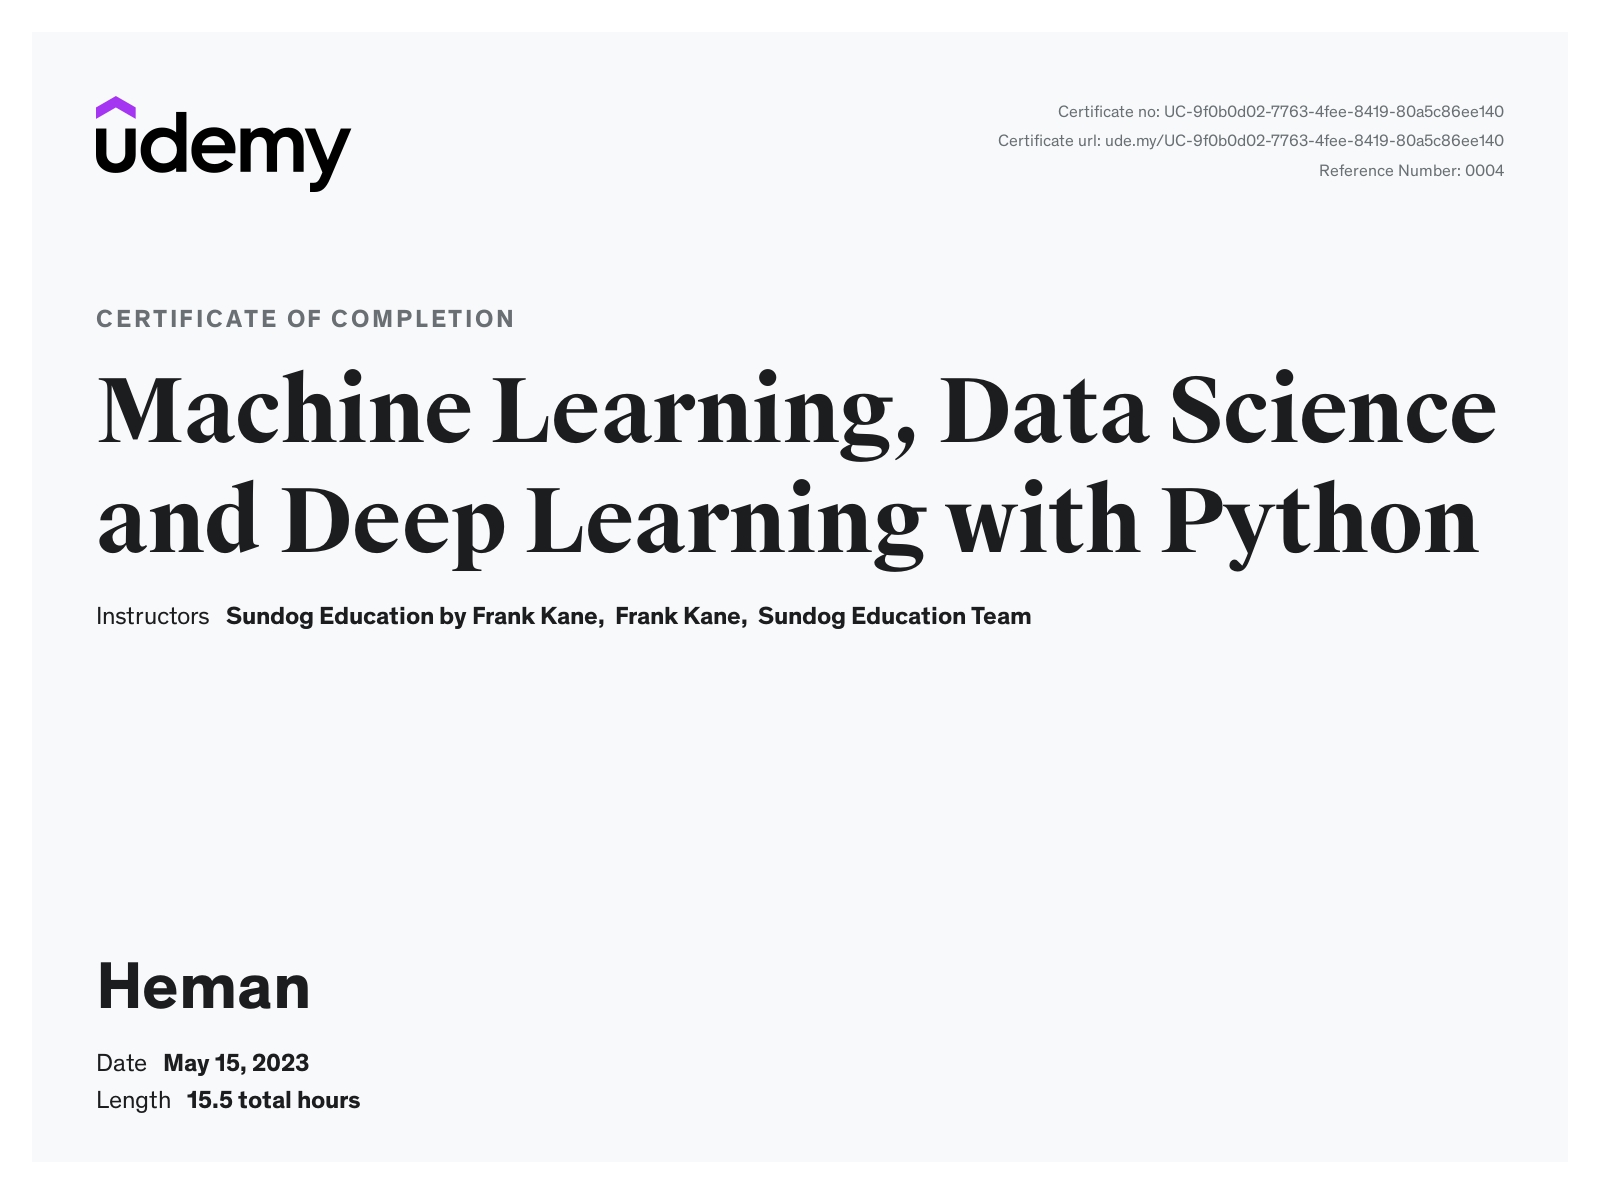 udemy
Certificate no: UC-9f0b0d02-7763-4fee-8419-80a5c86ee140
Certificate url: ude.my/UC-9f0b0d02-7763-4fee-8419-80a5c86ee140
Reference Number: 0004
CERTIFICATE OF COMPLETION
Machine Learning, Data Science
and Deep Learning with Python
Instructors Sundog Education by Frank Kane, Frank Kane, Sundog Education Team
Heman
Date May 15, 2023
Length 15.5 total hours